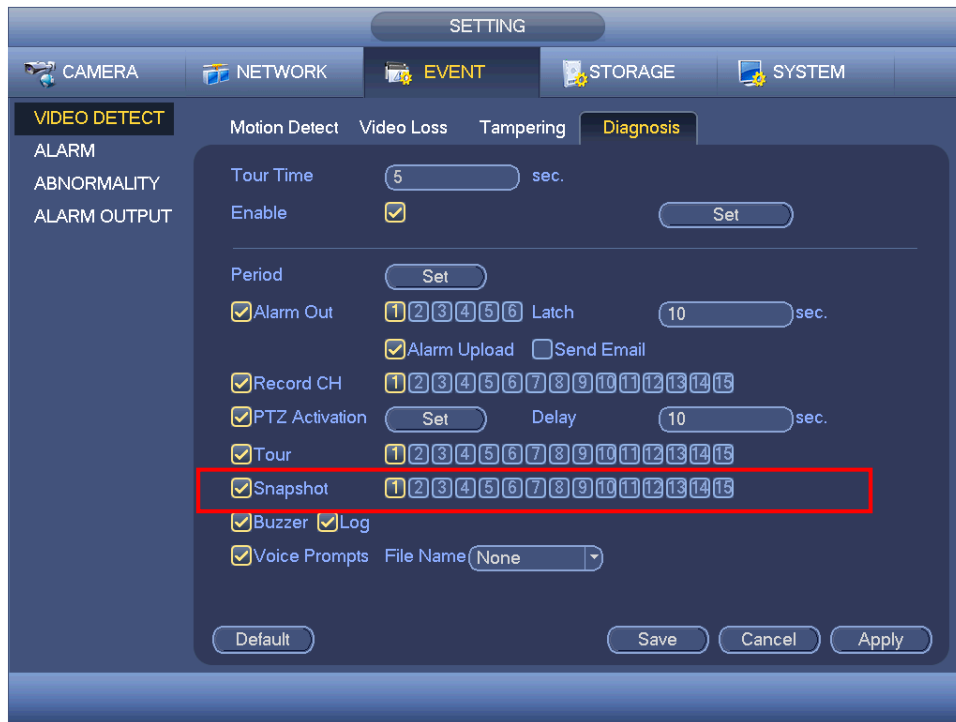 SETTING
CAMERA NETWORK EVENT STORAGE SYSTEM
VIDEO DETECT
ALARM
ABNORMALITY
ALARM OUTPUT
Motion Detect Video Loss Tampering Diagnosis
Tour Time 5 sec.
Enable Set
Period Set
Alarm Out 1 2 3 4 5 6 Latch 10 sec.
Alarm Upload Send Email
Record CH 1 2 3 4 5 6 7 8 9 10 11 12 13 14 15
PTZ Activation Set Delay 10 sec.
Tour 1 2 3 4 5 6 7 8 9 10 11 12 13 14 15
Snapshot 1 2 3 4 5 6 7 8 9 10 11 12 13 14 15
Buzzer Log
Voice Prompts File Name None
Default Save Cancel Apply